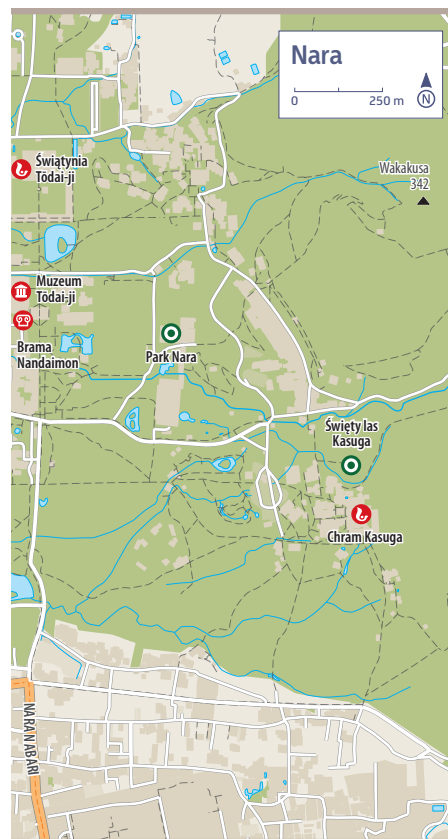 Nara
0 250 m
N
Świątynia
Tōdai-ji
Wakakusa
342
Muzeum
Tōdai-ji
Brama
Nandaimon
Park Nara
Święty las
Kasuga
Chram Kasuga
NARA NABARI